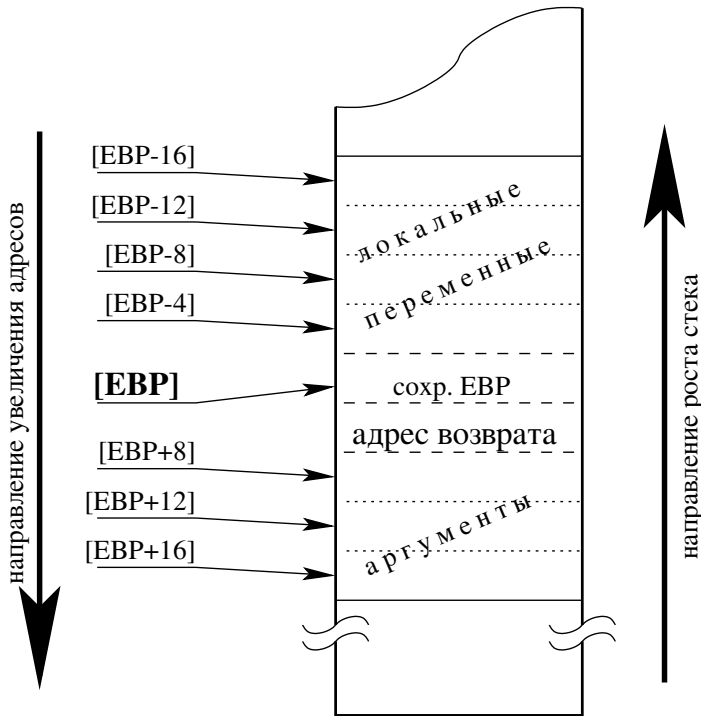 направление увеличения адресов
[EBP-16]
[EBP-12]
[EBP-8]
[EBP-4]
[EBP]
[EBP+8]
[EBP+12]
[EBP+16]
локальные
переменные
сохр. EBP
адрес возврата
аргументы
направление роста стека